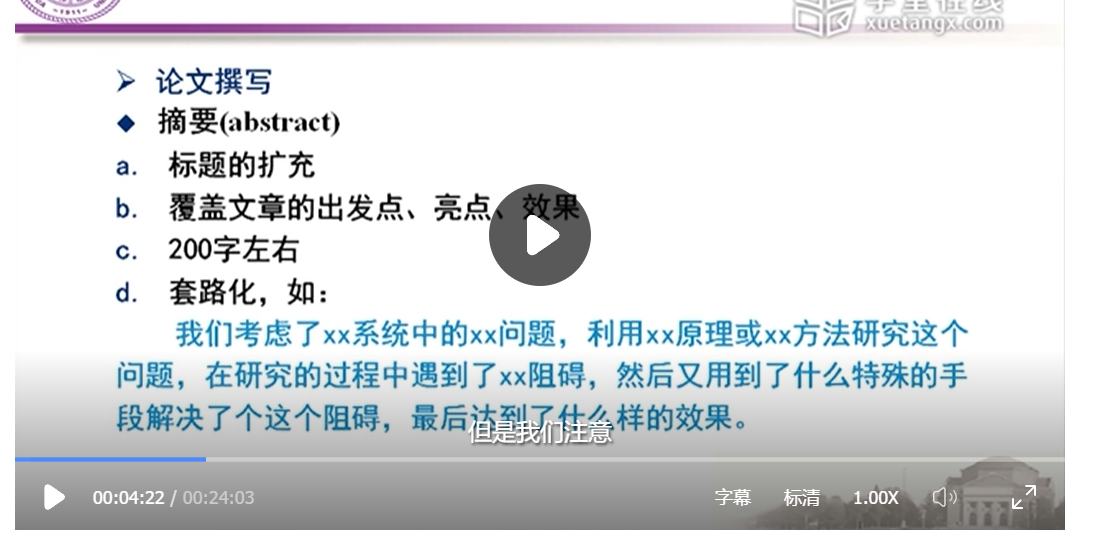 学堂在线
xuetangx.com
➢ 论文撰写
◆ 摘要(abstract)
a. 标题的扩充
b. 覆盖文章的出发点、亮点、效果
c. 200字左右
d. 套路化，如：
我们考虑了xx系统中的xx问题，利用xx原理或xx方法研究这个
问题，在研究的过程中遇到了xx阻碍，然后又用到了什么特殊的手
段解决了个这个阻碍，最后达到了什么样的效果。
但是我们注意
00:04:22 / 00:24:03 字幕 标清 1.00X